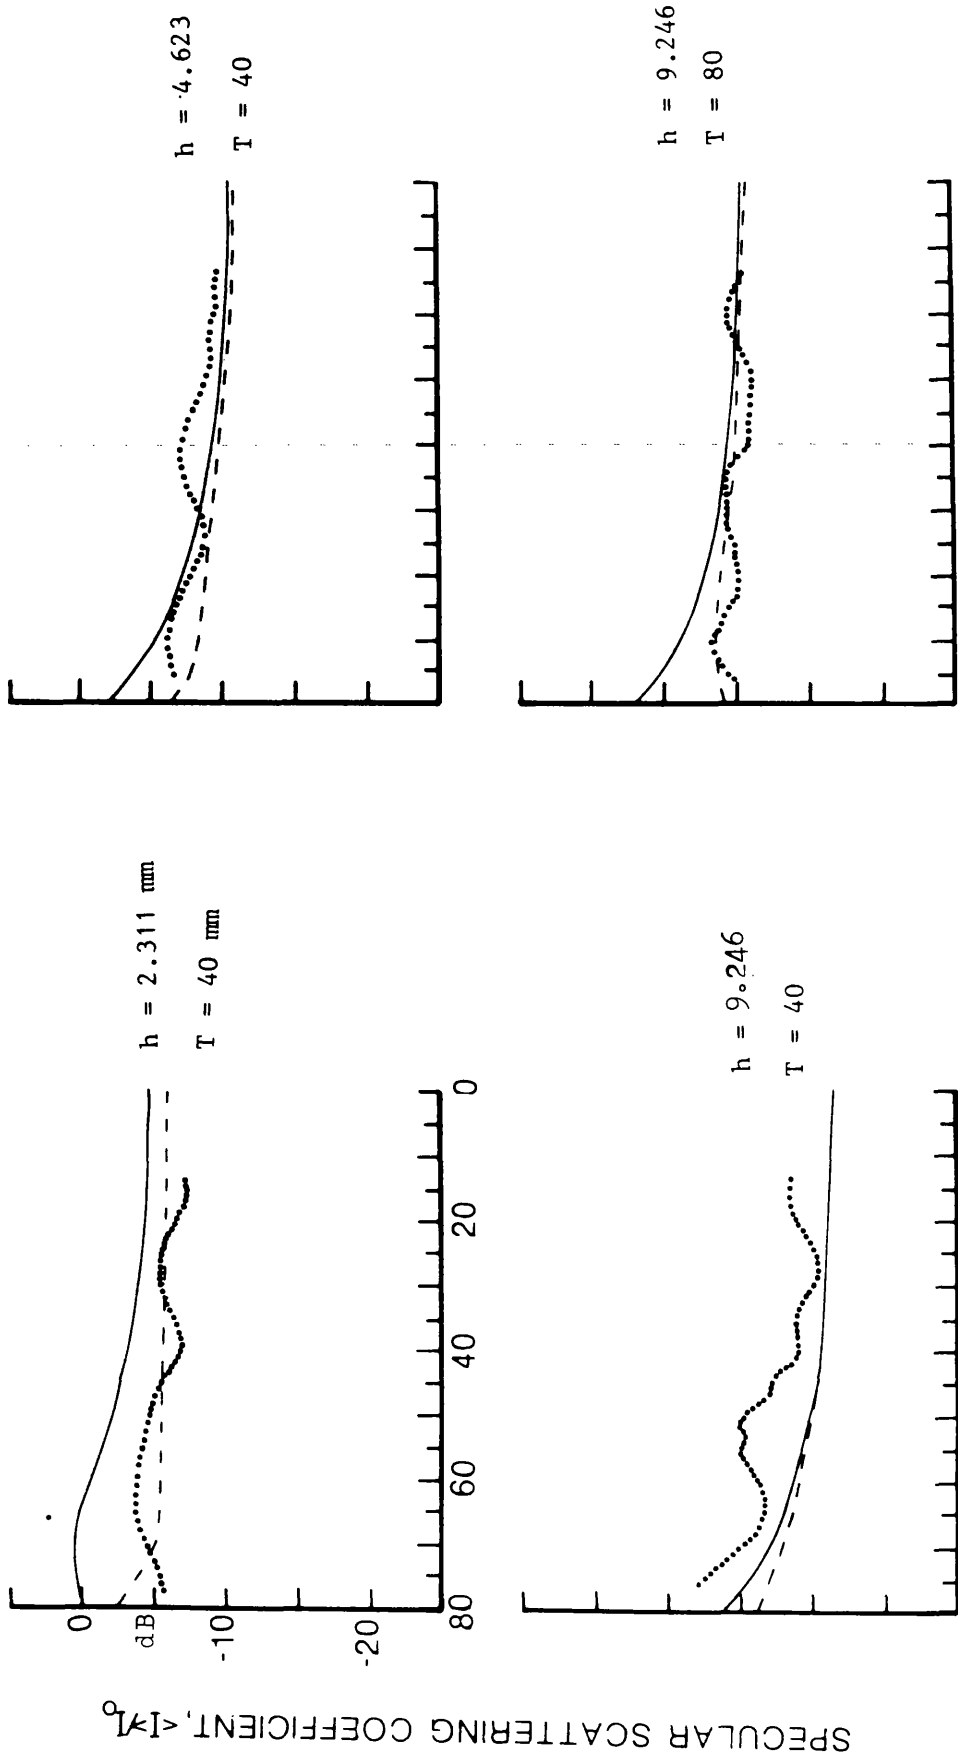 h = 2.311 mm
T = 40 mm
h = 4.623
T = 40
0
dB
-10
-20
80
60
40
20
0
h = 9.246
T = 40
h = 9.246
T = 80
SPECULAR SCATTERING COEFFICIENT, <I>/I₀